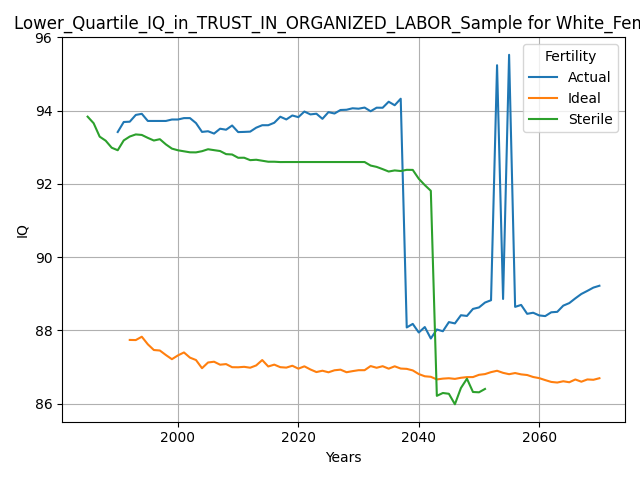 Lower_Quartile_IQ_in_TRUST_IN_ORGANIZED_LABOR_Sample for White_Fem
Fertility
Actual
Ideal
Sterile
96
94
92
90
88
86
IQ
2000
2020
2040
2060
Years